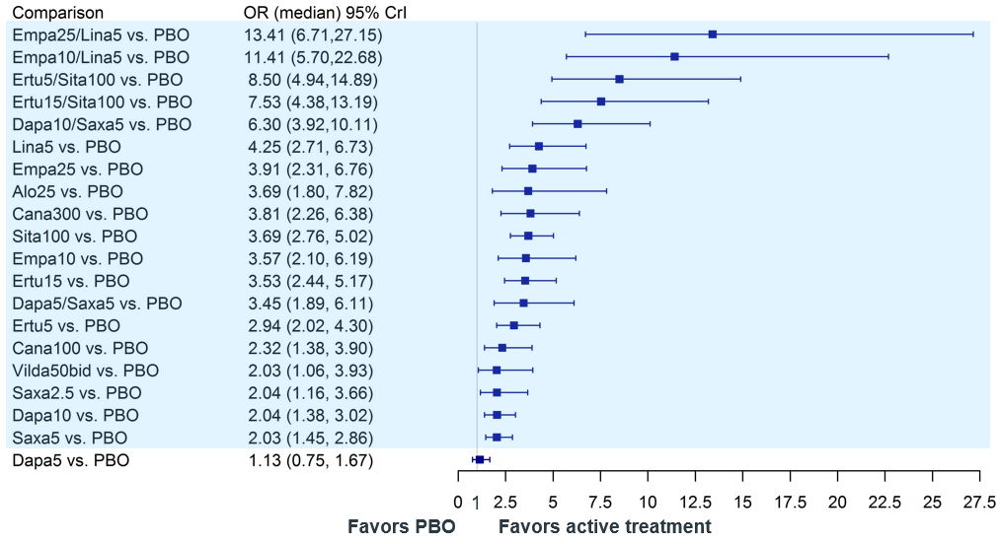 Comparison OR (median) 95% CrI
Empa25/Lina5 vs. PBO 13.41 (6.71,27.15)
Empa10/Lina5 vs. PBO 11.41 (5.70,22.68)
Ertu5/Sita100 vs. PBO 8.50 (4.94,14.89)
Ertu15/Sita100 vs. PBO 7.53 (4.38,13.19)
Dapa10/Saxa5 vs. PBO 6.30 (3.92,10.11)
Lina5 vs. PBO 4.25 (2.71, 6.73)
Empa25 vs. PBO 3.91 (2.31, 6.76)
Alo25 vs. PBO 3.69 (1.80, 7.82)
Cana300 vs. PBO 3.81 (2.26, 6.38)
Sita100 vs. PBO 3.69 (2.76, 5.02)
Empa10 vs. PBO 3.57 (2.10, 6.19)
Ertu15 vs. PBO 3.53 (2.44, 5.17)
Dapa5/Saxa5 vs. PBO 3.45 (1.89, 6.11)
Ertu5 vs. PBO 2.94 (2.02, 4.30)
Cana100 vs. PBO 2.32 (1.38, 3.90)
Vilda50bid vs. PBO 2.03 (1.06, 3.93)
Saxa2.5 vs. PBO 2.04 (1.16, 3.66)
Dapa10 vs. PBO 2.04 (1.38, 3.02)
Saxa5 vs. PBO 2.03 (1.45, 2.86)
Dapa5 vs. PBO 1.13 (0.75, 1.67)
0 1 2.5 5 7.5 10 12.5 15 17.5 20 22.5 25 27.5
Favors PBO Favors active treatment